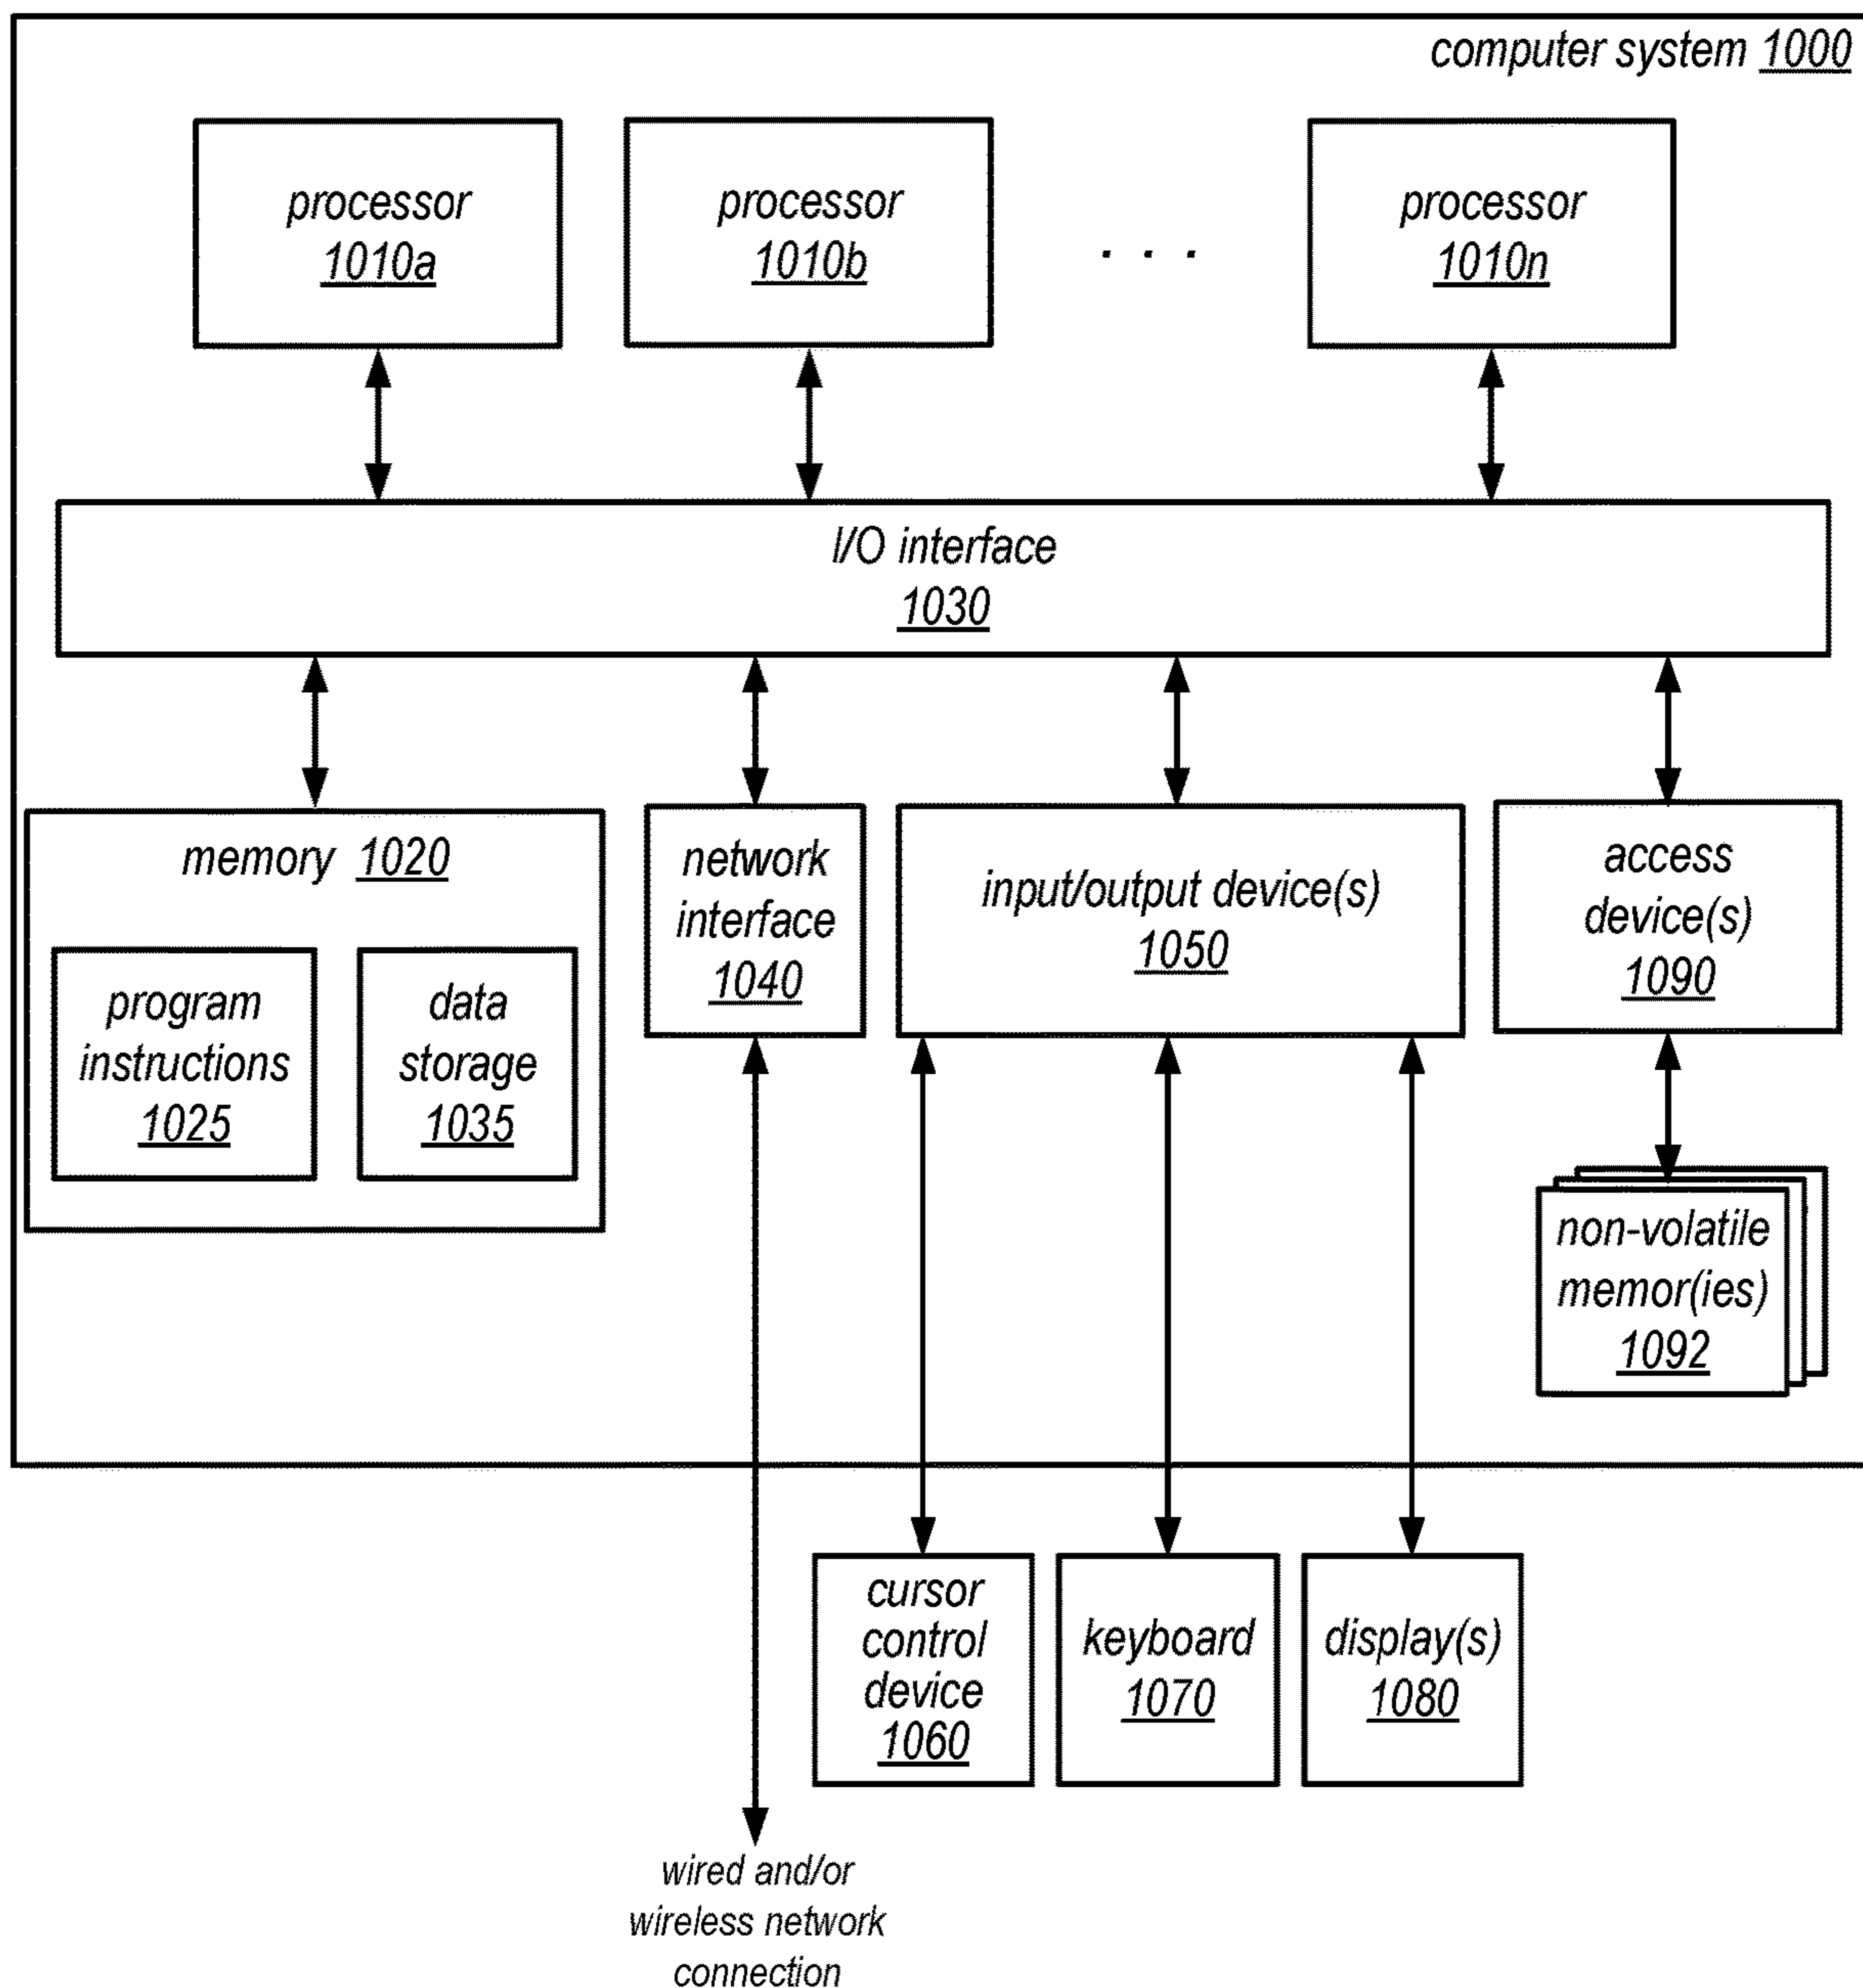 computer system 1000
processor
1010a
processor
1010b
. . .
processor
1010n
I/O interface
1030
memory 1020
program
instructions
1025
data
storage
1035
network
interface
1040
input/output device(s)
1050
access
device(s)
1090
non-volatile
memor(ies)
1092
cursor
control
device
1060
keyboard
1070
display(s)
1080
wired and/or
wireless network
connection